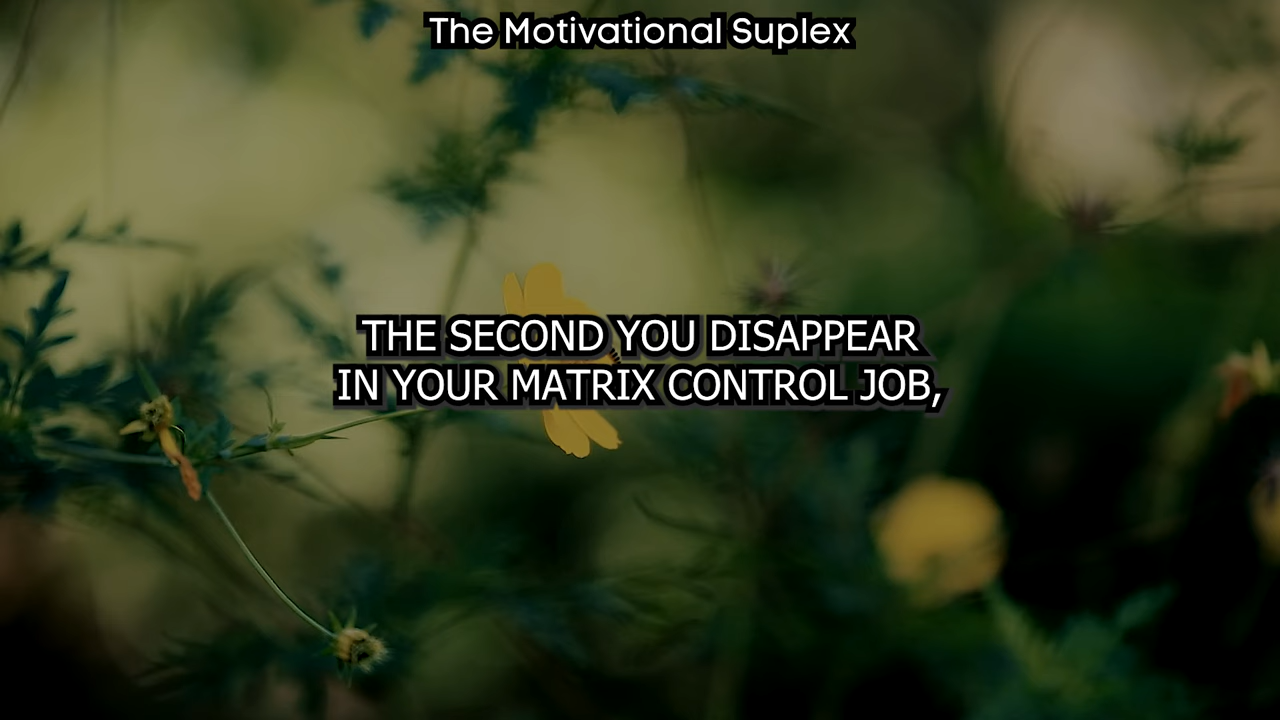 The Motivational Suplex
THE SECOND YOU DISAPPEAR
IN YOUR MATRIX CONTROL JOB,